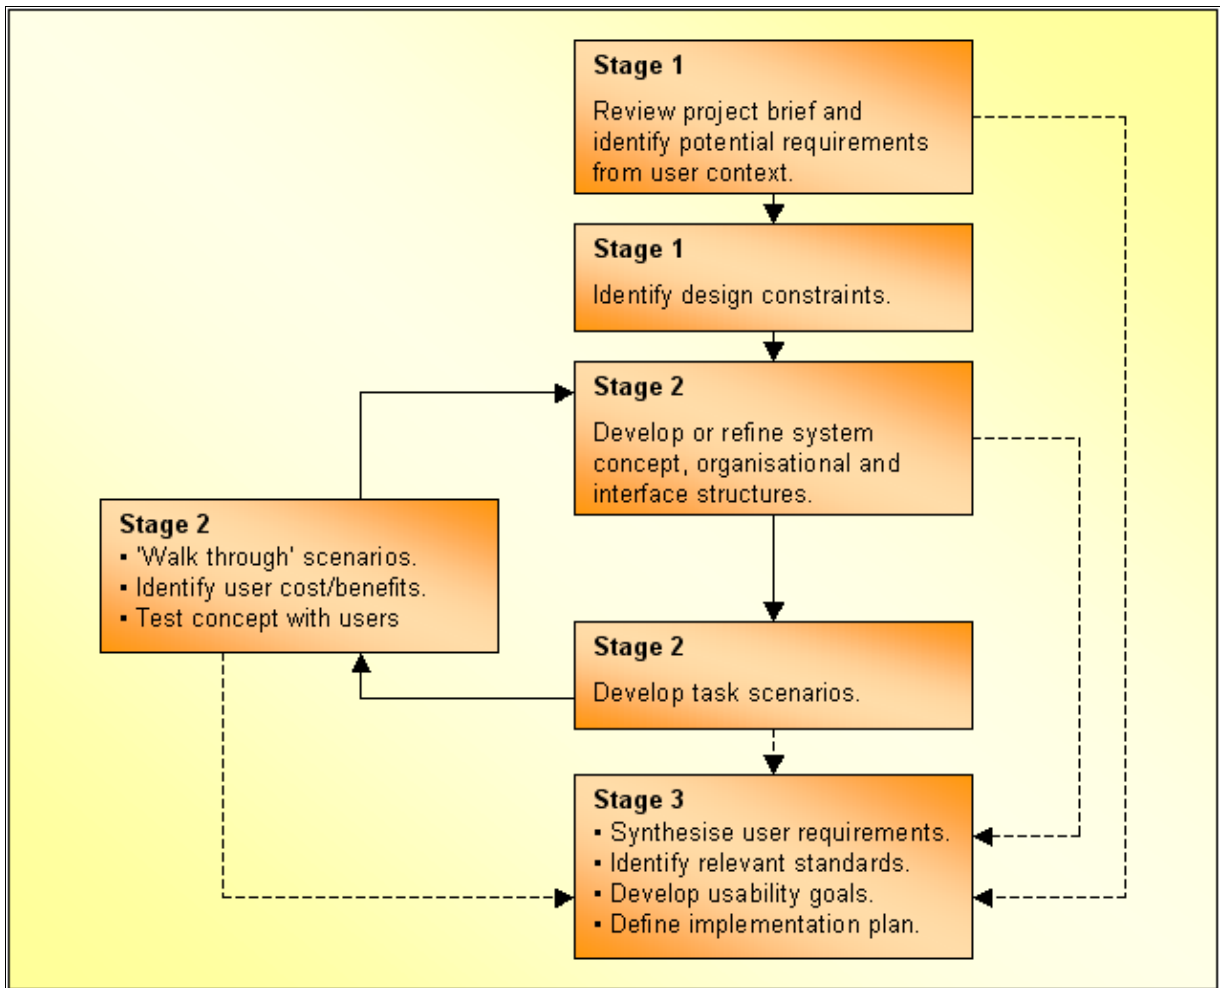 Stage 1
Review project brief and
identify potential requirements
from user context.
Stage 1
Identify design constraints.
Stage 2
Develop or refine system
concept, organisational and
interface structures.
Stage 2
▪ 'Walk through' scenarios.
▪ Identify user cost/benefits.
▪ Test concept with users
Stage 2
Develop task scenarios.
Stage 3
▪ Synthesise user requirements.
▪ Identify relevant standards.
▪ Develop usability goals.
▪ Define implementation plan.